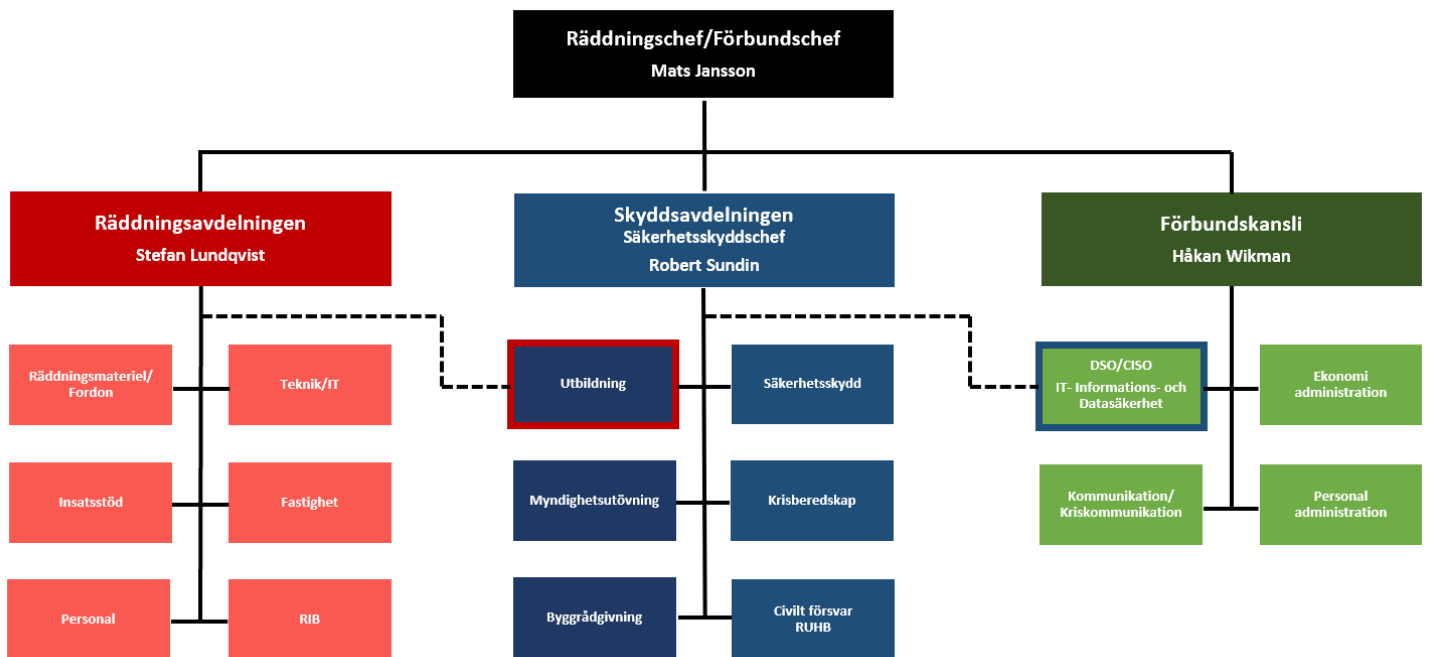 Räddningschef/Förbundschef
Mats Jansson
Räddningsavdelningen
Stefan Lundqvist
Skyddsavdelningen
Säkerhetsskyddschef
Robert Sundin
Förbundskansli
Håkan Wikman
Räddningsmateriel/
Fordon
Teknik/IT
Utbildning
Säkerhetsskydd
DSO/CISO
IT- Informations- och
Datasäkerhet
Ekonomi
administration
Insatsstöd
Fastighet
Myndighetsutövning
Krisberedskap
Kommunikation/
Kriskommunikation
Personal
administration
Personal
RIB
Byggrådgivning
Civilt försvar
RUHB